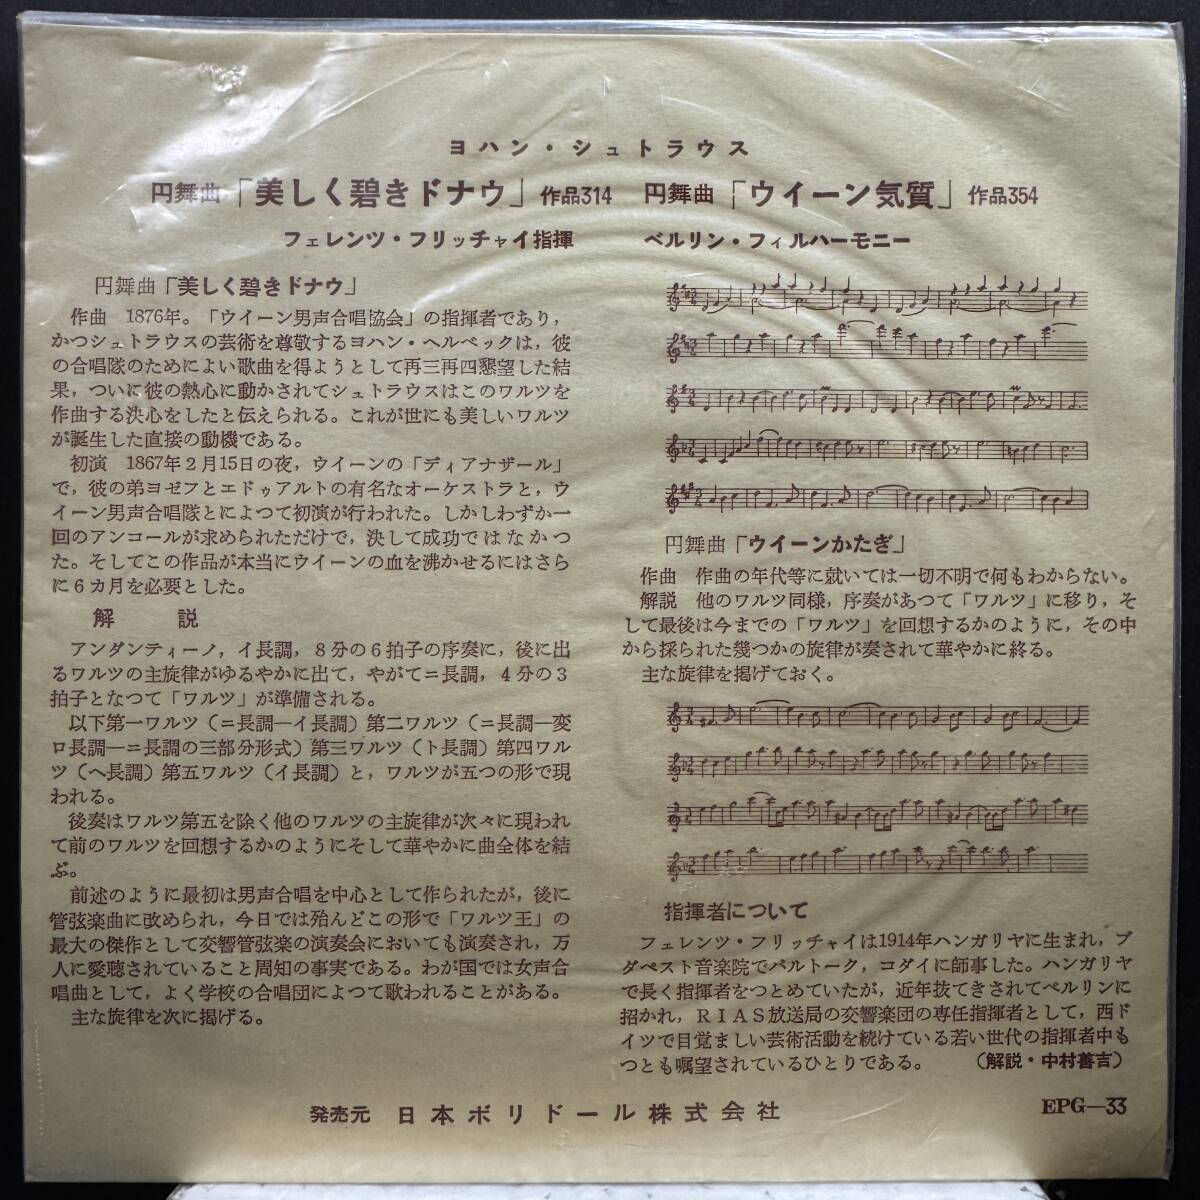 ヨハン・シュトラウス
円舞曲「美しく碧きドナウ」作品314　円舞曲「ウイーン気質」作品354
フェレンツ・フリッチャイ指揮　ベルリン・フィルハーモニー
円舞曲「美しく碧きドナウ」
作曲　1876年。「ウイーン男声合唱協会」の指揮者であり，
かつシュトラウスの芸術を尊敬するヨハン・ヘルベックは，彼
の合唱隊のためによい歌曲を得ようとして再三再四懇望した結
果，ついに彼の熱心に動かされてシュトラウスはこのワルツを
作曲する決心をしたと伝えられる。これが世にも美しいワルツ
が誕生した直接の動機である。
初演　1867年２月15日の夜，ウイーンの「ディアナザール」
で，彼の弟ヨゼフとエドゥアルトの有名なオーケストラと，ウ
イーン男声合唱隊とによつて初演が行われた。しかしわずか一
回のアンコールが求められただけで，決して成功ではなかつ
た。そしてこの作品が本当にウイーンの血を沸かせるにはさら
に６カ月を必要とした。
解　説
アンダンティーノ，イ長調，８分の６拍子の序奏に，後に出
るワルツの主旋律がゆるやかに出て，やがてニ長調，４分の３
拍子となつて「ワルツ」が準備される。
以下第一ワルツ（ニ長調―イ長調）第二ワルツ（ニ長調―変
ロ長調―ニ長調の三部分形式）第三ワルツ（ト長調）第四ワル
ツ（ヘ長調）第五ワルツ（イ長調）と，ワルツが五つの形で現
われる。
後奏はワルツ第五を除く他のワルツの主旋律が次々に現われ
て前のワルツを回想するかのようにそして華やかに曲全体を結
ぶ。
前述のように最初は男声合唱を中心として作られたが，後に
管弦楽曲に改められ，今日では殆んどこの形で「ワルツ王」の
最大の傑作として交響管弦楽の演奏会においても演奏され，万
人に愛聴されていること周知の事実である。わが国では女声合
唱曲として，よく学校の合唱団によつて歌われることがある。
主な旋律を次に掲げる。
円舞曲「ウイーンかたぎ」
作曲　作曲の年代等に就いては一切不明で何もわからない。
解説　他のワルツ同様，序奏があつて「ワルツ」に移り，そ
して最後は今までの「ワルツ」を回想するかのように，その中
から採られた幾つかの旋律が奏されて華やかに終る。
主な旋律を掲げておく。
指揮者について
フェレンツ・フリッチャイは1914年ハンガリヤに生まれ，ブ
ダペスト音楽院でバルトーク，コダイに師事した。ハンガリヤ
で長く指揮者をつとめていたが，近年抜てきされてベルリンに
招かれ，ＲＩＡＳ放送局の交響楽団の専任指揮者として，西ド
イツで目覚ましい芸術活動を続けている若い世代の指揮者中も
つとも嘱望されているひとりである。　（解説・中村善吉）
発売元　日本ポリドール株式会社
EPG―33